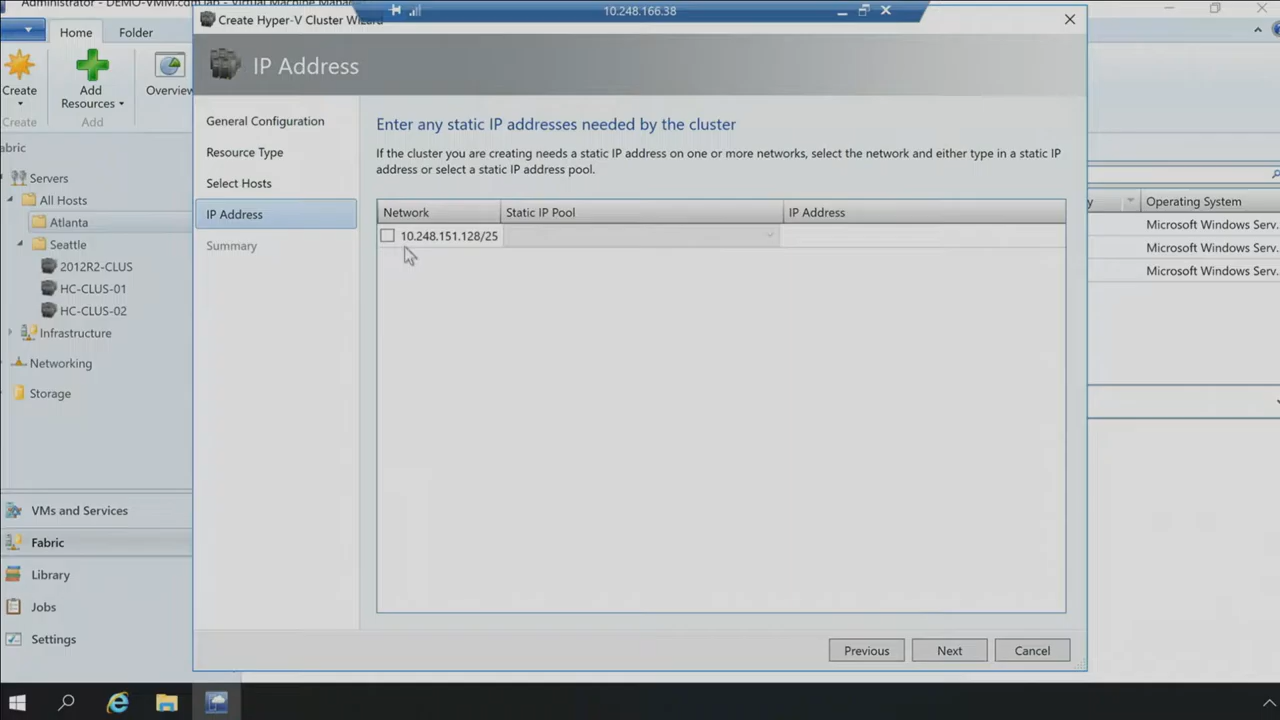 Administrator - DEMO-VMM.com.lab - Virtual Machine Manager
10.248.166.38
Create Hyper-V Cluster Wizard
Home
Folder
IP Address
Create
Add
Resources
Overview
Create
Add
General Configuration
Resource Type
Select Hosts
IP Address
Summary
Enter any static IP addresses needed by the cluster
If the cluster you are creating needs a static IP address on one or more networks, select the network and either type in a static IP
address or select a static IP address pool.
Network
Static IP Pool
IP Address
10.248.151.128/25
abric
Servers
All Hosts
Atlanta
Seattle
2012R2-CLUS
HC-CLUS-01
HC-CLUS-02
Infrastructure
Networking
Storage
VMs and Services
Fabric
Library
Jobs
Settings
y
Operating System
Microsoft Windows Serv...
Microsoft Windows Serv...
Microsoft Windows Serv...
Previous
Next
Cancel